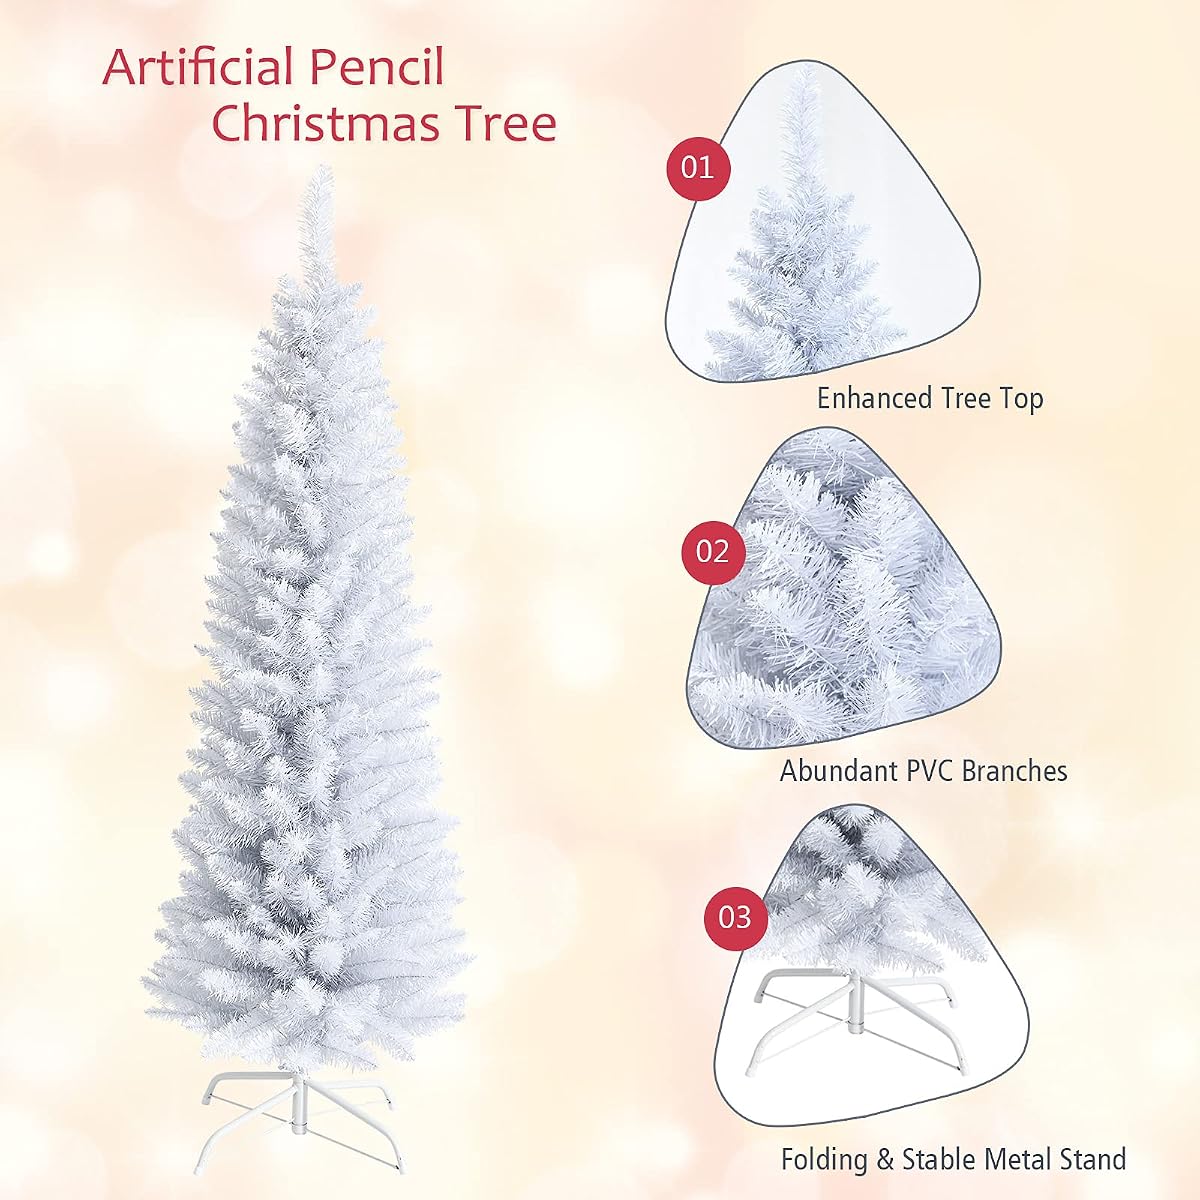 Artificial Pencil
Christmas Tree
01
Enhanced Tree Top
02
Abundant PVC Branches
03
Folding & Stable Metal Stand